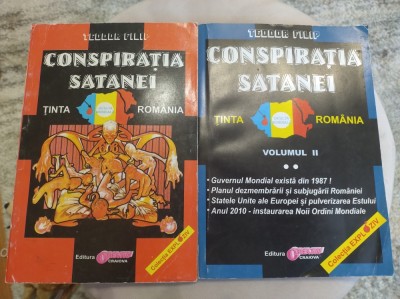 TEODOR FILIP
CONSPIRAȚIA
SATANEI
ȚINTA
ROMÂNIA
Editura
CRAIOVA
Colecția EXPLOZIV
TEODOR FILIP
CONSPIRAȚIA
SATANEI
ȚINTA
ROMÂNIA
VOLUMUL II
• Guvernul Mondial există din 1987 !
• Planul dezmembrării și subjugării României
• Statele Unite ale Europei și pulverizarea Estului
• Anul 2010 - instaurarea Noii Ordini Mondiale
Editura
CRAIOVA
Colecția EXPLOZIV